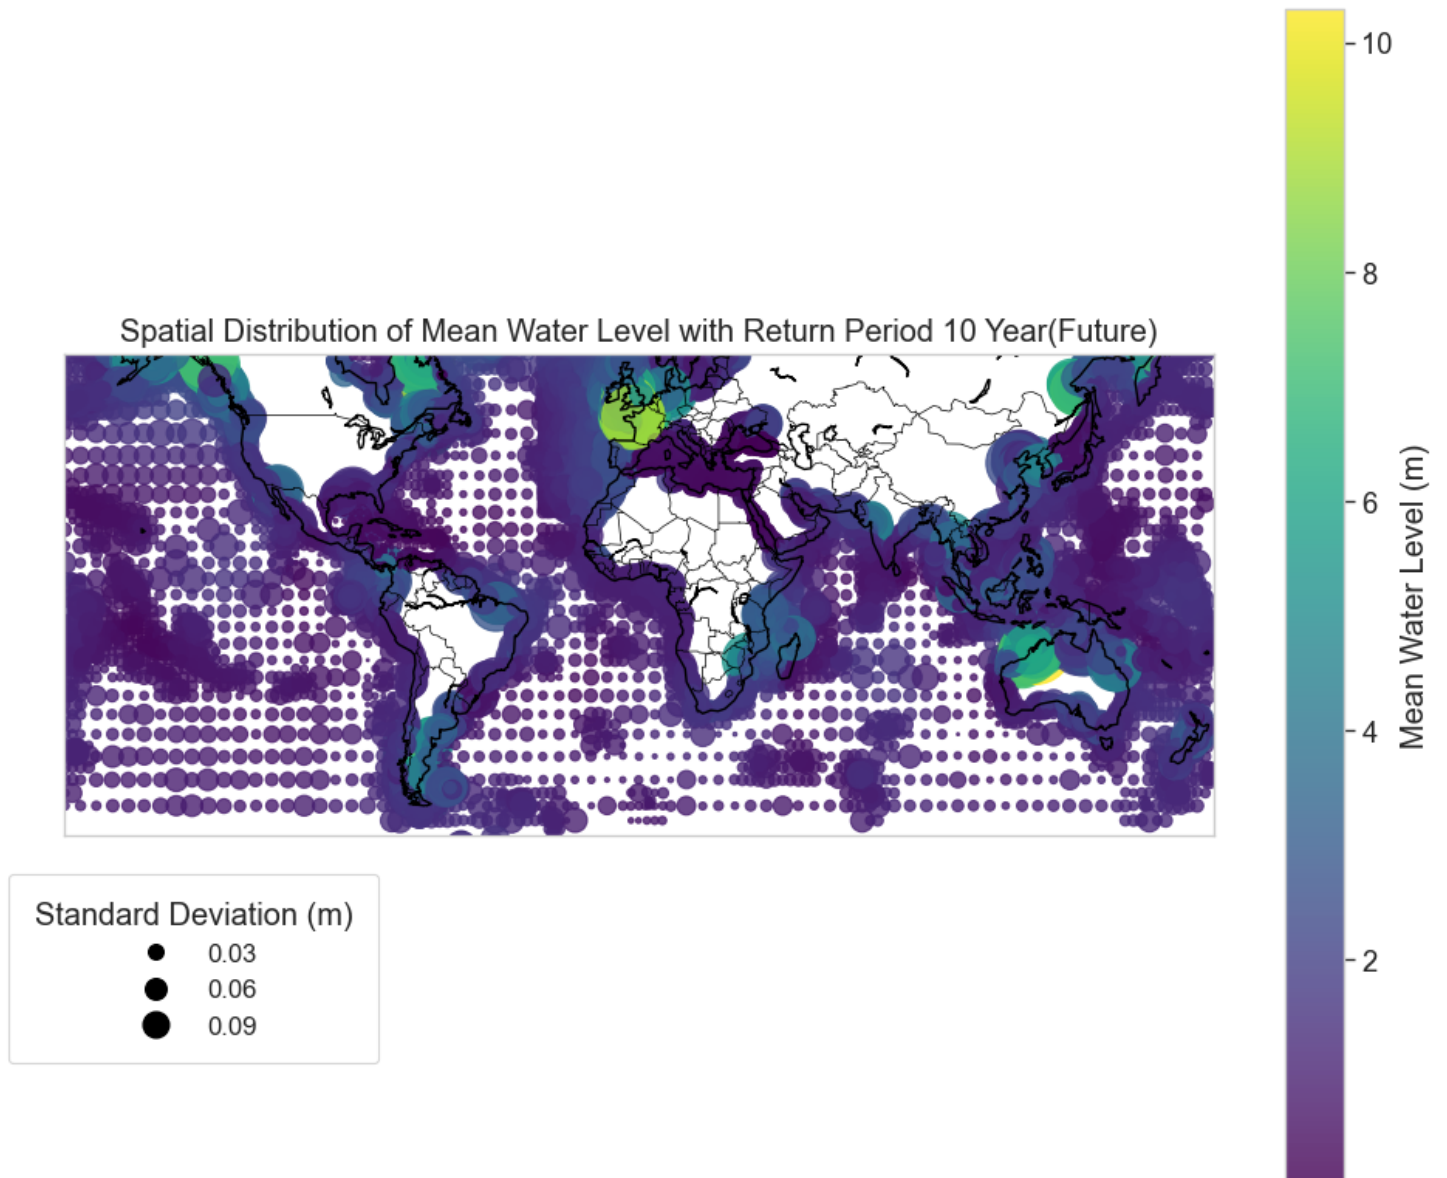 Spatial Distribution of Mean Water Level with Return Period 10 Year(Future)
10
8
6
4
2
Mean Water Level (m)
Standard Deviation (m)
0.03
0.06
0.09